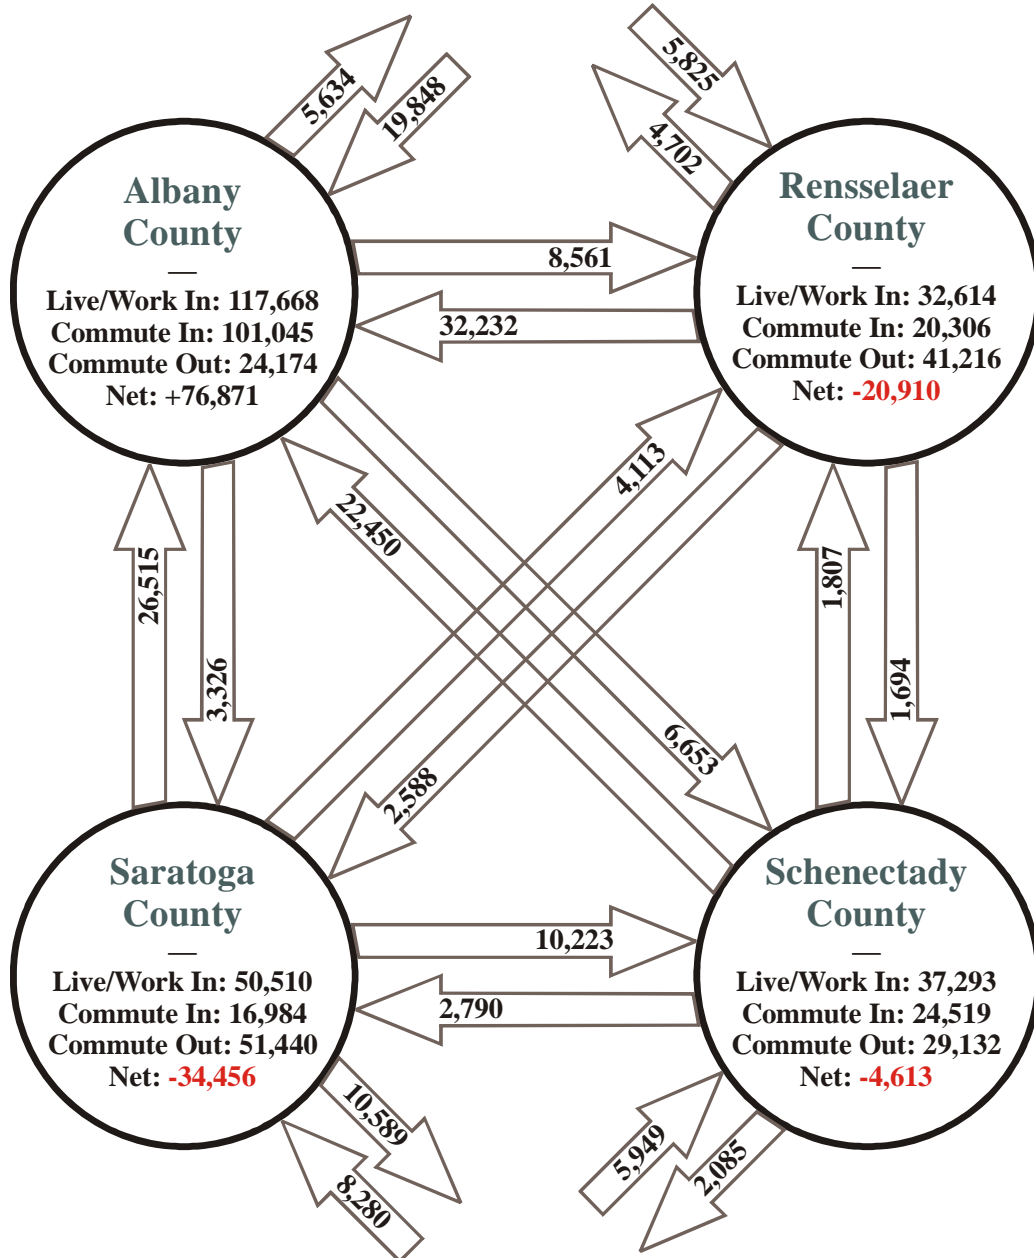 5,634
19,848
5,825
4,702
Albany
County
—
Live/Work In: 117,668
Commute In: 101,045
Commute Out: 24,174
Net: +76,871
Rensselaer
County
—
Live/Work In: 32,614
Commute In: 20,306
Commute Out: 41,216
Net: -20,910
8,561
32,232
4,113
22,450
26,515
3,326
1,807
1,694
6,653
2,588
Saratoga
County
—
Live/Work In: 50,510
Commute In: 16,984
Commute Out: 51,440
Net: -34,456
Schenectady
County
—
Live/Work In: 37,293
Commute In: 24,519
Commute Out: 29,132
Net: -4,613
10,223
2,790
10,589
8,280
5,949
2,085